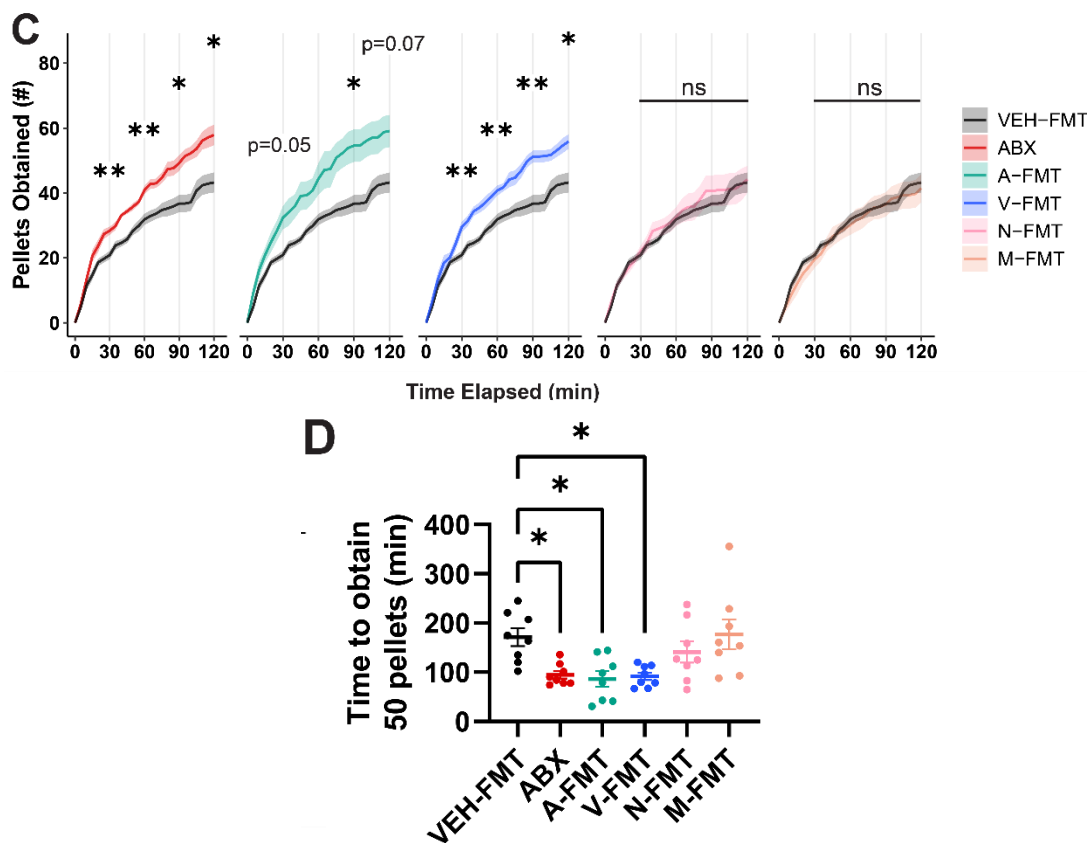 C
Pellets Obtained (#)
80
60
40
20
0
** ** * *
p=0.05 * p=0.07
** ** ** *
ns
ns
0 30 60 90 120
0 30 60 90 120
0 30 60 90 120
0 30 60 90 120
0 30 60 90 120
Time Elapsed (min)
VEH−FMT
ABX
A−FMT
V−FMT
N−FMT
M−FMT
D
Time to obtain
50 pellets (min)
400
300
200
100
0
*
*
*
VEH-FMT
ABX
A-FMT
V-FMT
N-FMT
M-FMT